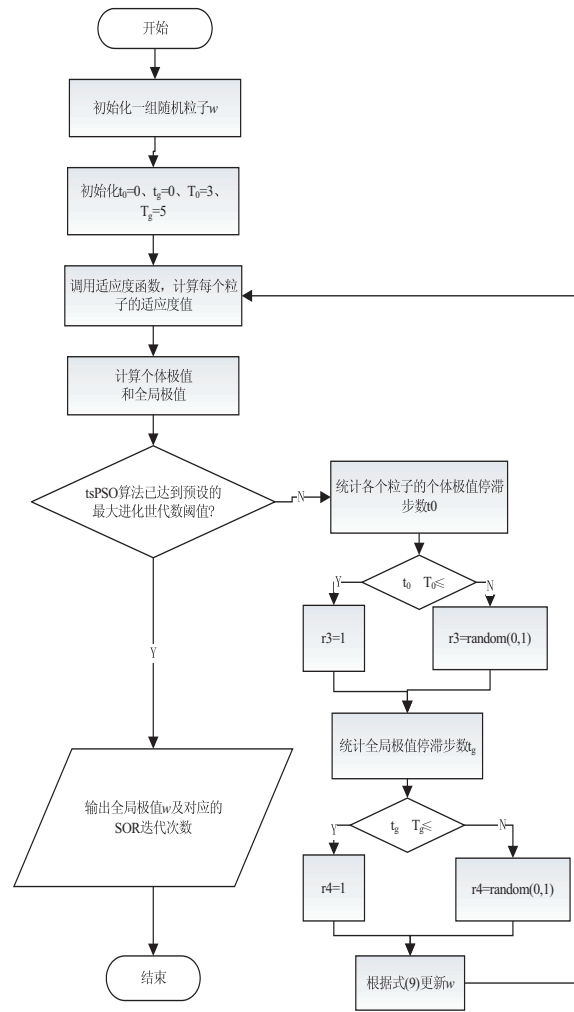 开始
初始化一组随机粒子w
初始化t0=0、tg=0、T0=3、
Tg=5
调用适应度函数，计算每个粒
子的适应度值
计算个体极值
和全局极值
tsPSO算法已达到预设的
最大进化世代数阈值?
N
统计各个粒子的个体极值停滞
步数t0
t0 T0≤
Y
N
r3=1
r3=random(0,1)
Y
统计全局极值停滞步数tg
tg Tg≤
Y
N
输出全局极值w及对应的
SOR迭代次数
r4=1
r4=random(0,1)
结束
根据式(9)更新w